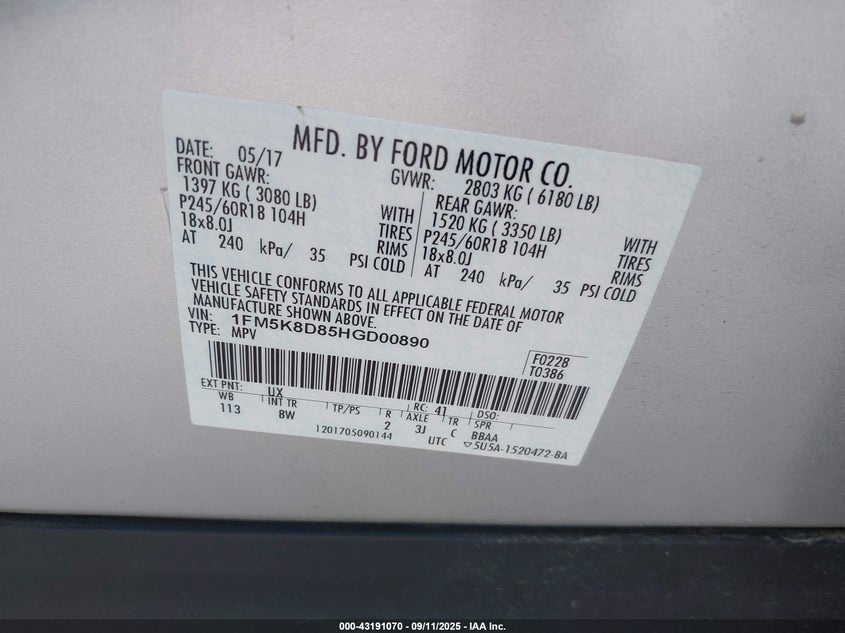 MFD. BY FORD MOTOR CO.
DATE: 05/17
GVWR: 2803 KG ( 6180 LB)
FRONT GAWR:
1397 KG ( 3080 LB)
P245/60R18 104H
18x8.0J
AT 240 kPa/ 35 PSI COLD
WITH
TIRES
RIMS
REAR GAWR:
1520 KG ( 3350 LB)
P245/60R18 104H
18x8.0J
AT 240 kPa/ 35 PSI COLD
WITH
TIRES
RIMS
THIS VEHICLE CONFORMS TO ALL APPLICABLE FEDERAL MOTOR
VEHICLE SAFETY STANDARDS IN EFFECT ON THE DATE OF
MANUFACTURE SHOWN ABOVE.
VIN: 1FM5K8D85HGD00890
TYPE: MPV
F0228
T0386
EXT PNT: UX RC: 41 DSO:
WB INT TR TP/PS R AXLE TR SPR
113 8W 2 3J C BBAA
1201705090144 UTC ▽5U5A-1520472-BA
000-43191070 - 09/11/2025 - IAA Inc.